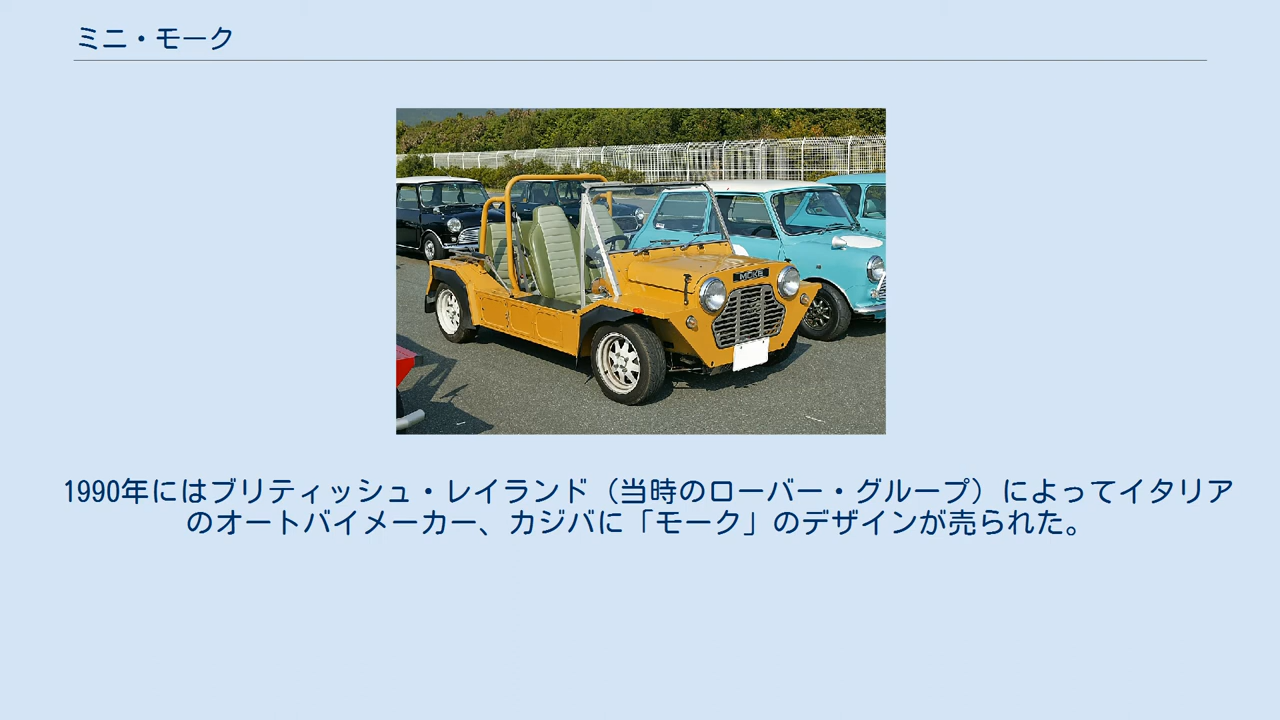 ミニ・モーク
MOKE
1990年にはブリティッシュ・レイランド（当時のローバー・グループ）によってイタリア
のオートバイメーカー、カジバに「モーク」のデザインが売られた。